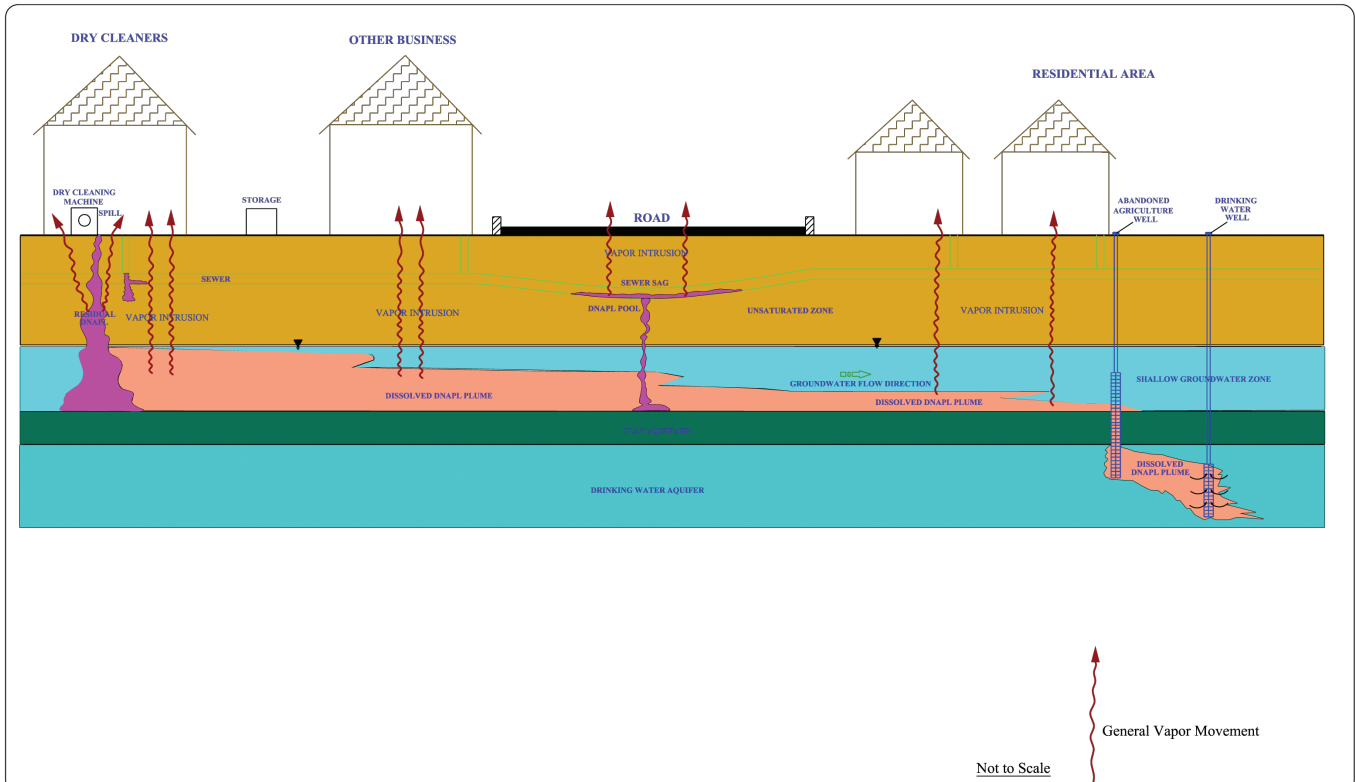 DRY CLEANERS
OTHER BUSINESS
RESIDENTIAL AREA
DRY CLEANING
MACHINE
SPILL
STORAGE
ROAD
ABANDONED
AGRICULTURE
WELL
DRINKING
WATER
WELL
VAPOR INTRUSION
SEWER
SEWER SAG
RESIDUAL
DNAPL
VAPOR INTRUSION
VAPOR INTRUSION
DNAPL POOL
UNSATURATED ZONE
VAPOR INTRUSION
GROUNDWATER FLOW DIRECTION
SHALLOW GROUNDWATER ZONE
DISSOLVED DNAPL PLUME
DISSOLVED DNAPL PLUME
DISSOLVED
DNAPL PLUME
DRINKING WATER AQUIFER
General Vapor Movement
Not to Scale